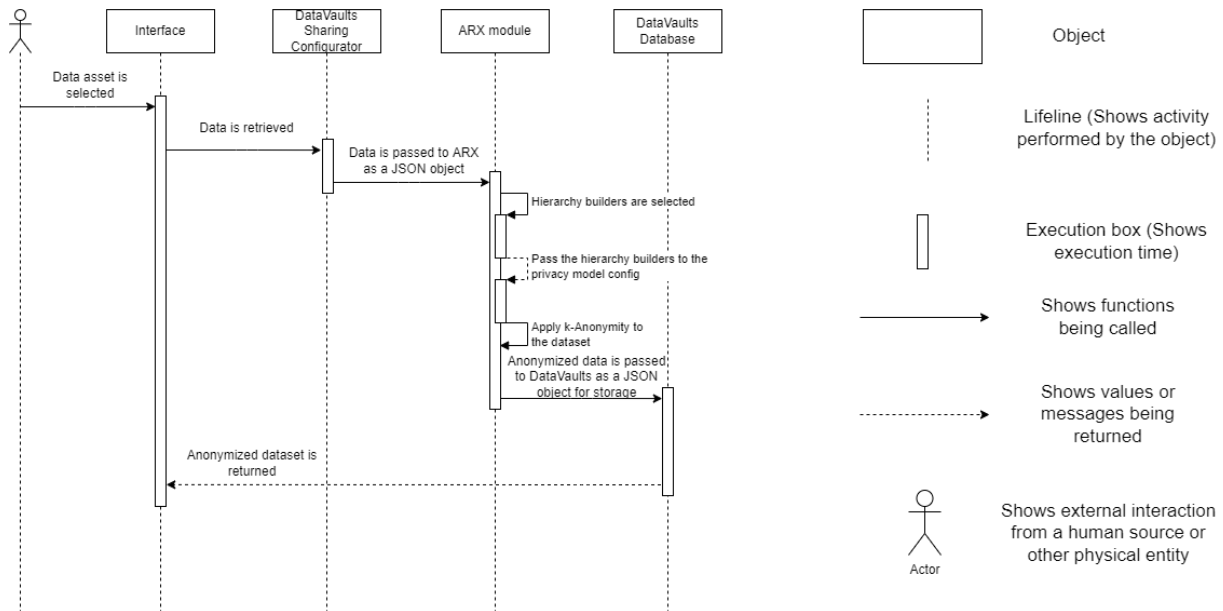 Interface
DataVaults
Sharing
Configurator
ARX module
DataVaults
Database
Data asset is
selected
Data is retrieved
Data is passed to ARX
as a JSON object
Hierarchy builders are selected
Pass the hierarchy builders to the
privacy model config
Apply k-Anonymity to
the dataset
Anonymized data is passed
to DataVaults as a JSON
object for storage
Anonymized dataset is
returned
Object
Lifeline (Shows activity
performed by the object)
Execution box (Shows
execution time)
Shows functions
being called
Shows values or
messages being
returned
Actor
Shows external interaction
from a human source or
other physical entity